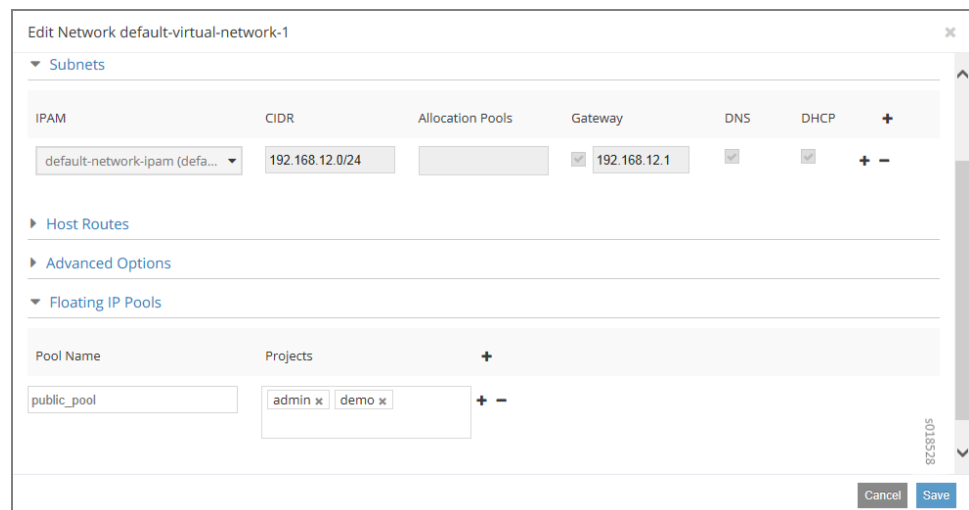 Edit Network default-virtual-network-1
Subnets
IPAM CIDR Allocation Pools Gateway DNS DHCP
default-network-ipam (defa... 192.168.12.0/24 192.168.12.1
Host Routes
Advanced Options
Floating IP Pools
Pool Name Projects
public_pool admin demo
s018528
Cancel Save